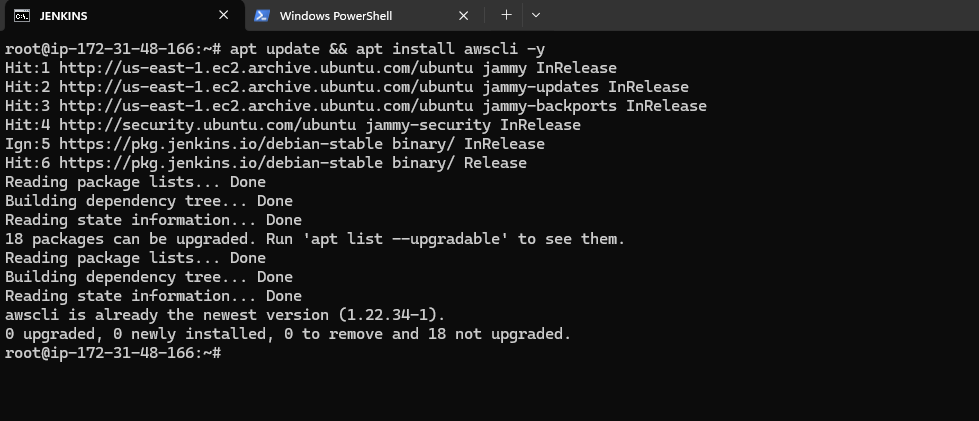 JENKINS
Windows PowerShell
root@ip-172-31-48-166:~# apt update && apt install awscli -y
Hit:1 http://us-east-1.ec2.archive.ubuntu.com/ubuntu jammy InRelease
Hit:2 http://us-east-1.ec2.archive.ubuntu.com/ubuntu jammy-updates InRelease
Hit:3 http://us-east-1.ec2.archive.ubuntu.com/ubuntu jammy-backports InRelease
Hit:4 http://security.ubuntu.com/ubuntu jammy-security InRelease
Ign:5 https://pkg.jenkins.io/debian-stable binary/ InRelease
Hit:6 https://pkg.jenkins.io/debian-stable binary/ Release
Reading package lists... Done
Building dependency tree... Done
Reading state information... Done
18 packages can be upgraded. Run 'apt list --upgradable' to see them.
Reading package lists... Done
Building dependency tree... Done
Reading state information... Done
awscli is already the newest version (1.22.34-1).
0 upgraded, 0 newly installed, 0 to remove and 18 not upgraded.
root@ip-172-31-48-166:~#